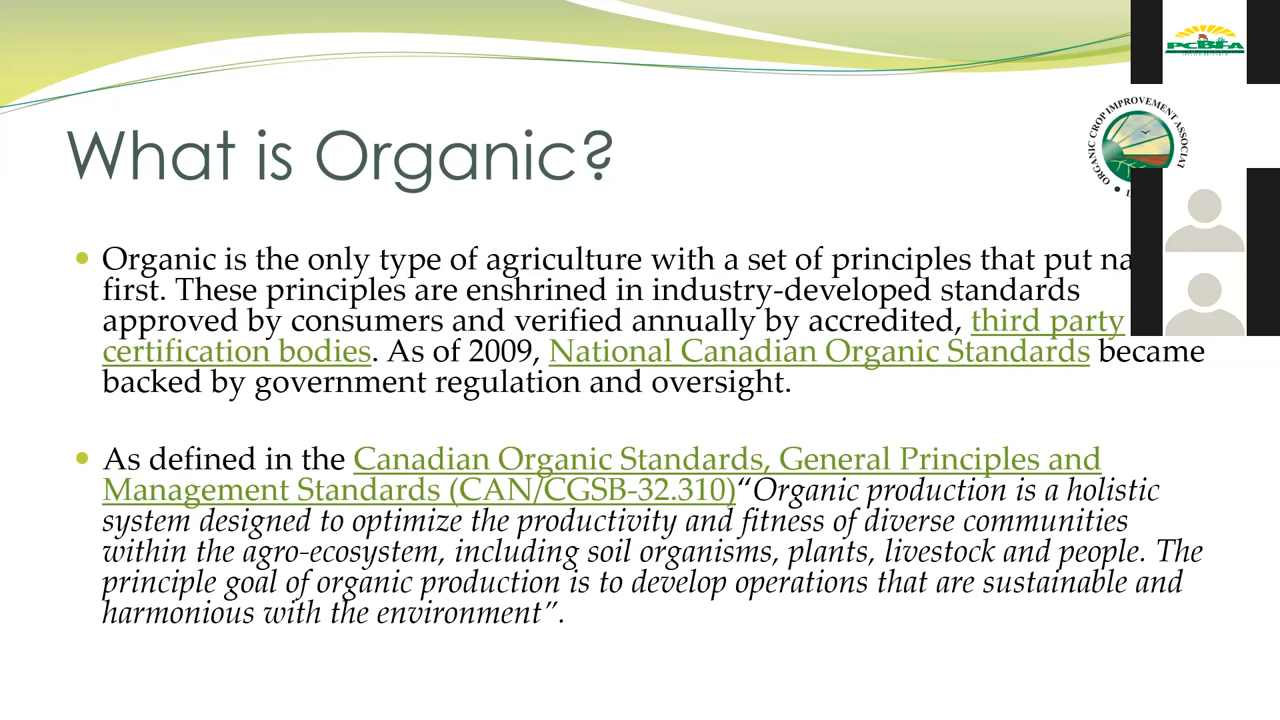 PCBFA
What is Organic?
ORGANIC CROP IMPROVEMENT
• Organic is the only type of agriculture with a set of principles that put
first. These principles are enshrined in industry-developed standards
approved by consumers and verified annually by accredited, third party
certification bodies. As of 2009, National Canadian Organic Standards became
backed by government regulation and oversight.
• As defined in the Canadian Organic Standards, General Principles and
Management Standards (CAN/CGSB-32.310)“Organic production is a holistic
system designed to optimize the productivity and fitness of diverse communities
within the agro-ecosystem, including soil organisms, plants, livestock and people. The
principle goal of organic production is to develop operations that are sustainable and
harmonious with the environment”.